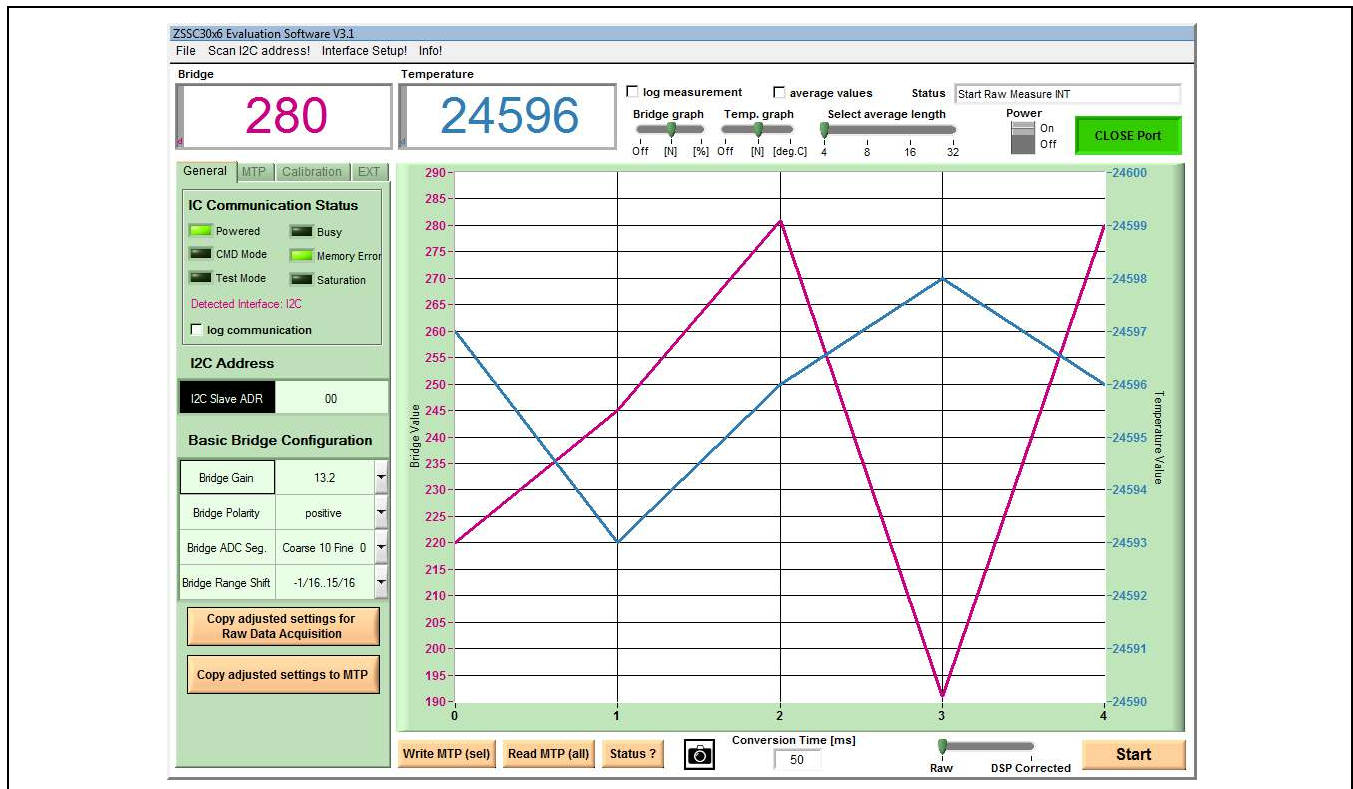 ZSSC30x6 Evaluation Software V3.1
File Scan I2C address! Interface Setup! Info!
Bridge
280
d
Temperature
24596
d
log measurement
average values
Status
Start Raw Measure INT
Bridge graph
Off [N] [%]
Temp. graph
Off [N] [deg.C]
Select average length
4 8 16 32
Power
On
Off
CLOSE Port
General MTP Calibration EXT
IC Communication Status
Powered
Busy
CMD Mode
Memory Error
Test Mode
Saturation
Detected Interface: I2C
log communication
I2C Address
I2C Slave ADR 00
Basic Bridge Configuration
Bridge Gain 13.2
Bridge Polarity positive
Bridge ADC Seg. Coarse 10 Fine 0
Bridge Range Shift -1/16..15/16
Copy adjusted settings for
Raw Data Acquisition
Copy adjusted settings to MTP
290
285
280
275
270
265
260
255
250
245
240
235
230
225
220
215
210
205
200
195
190
Bridge Value
0 1 2 3 4
24600
24599
24598
24597
24596
24595
24594
24593
24592
24591
24590
Temperature Value
Write MTP (sel)
Read MTP (all)
Status ?
Conversion Time [ms]
50
Raw
DSP Corrected
Start